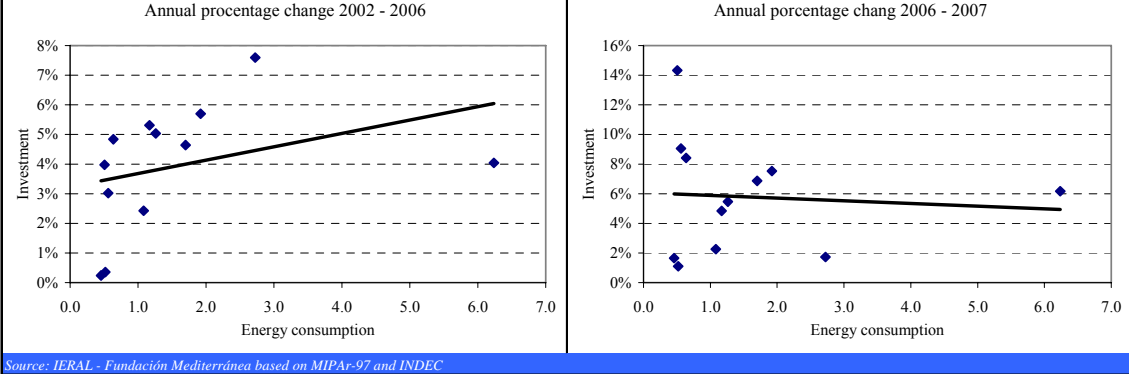 Annual procentage change 2002 - 2006
8%
7%
6%
5%
4%
3%
2%
1%
0%
Investment
0.0 1.0 2.0 3.0 4.0 5.0 6.0 7.0
Energy consumption
Annual porcentage chang 2006 - 2007
16%
14%
12%
10%
8%
6%
4%
2%
0%
Investment
0.0 1.0 2.0 3.0 4.0 5.0 6.0 7.0
Energy consumption
Source: IERAL - Fundación Mediterránea based on MIPAr-97 and INDEC